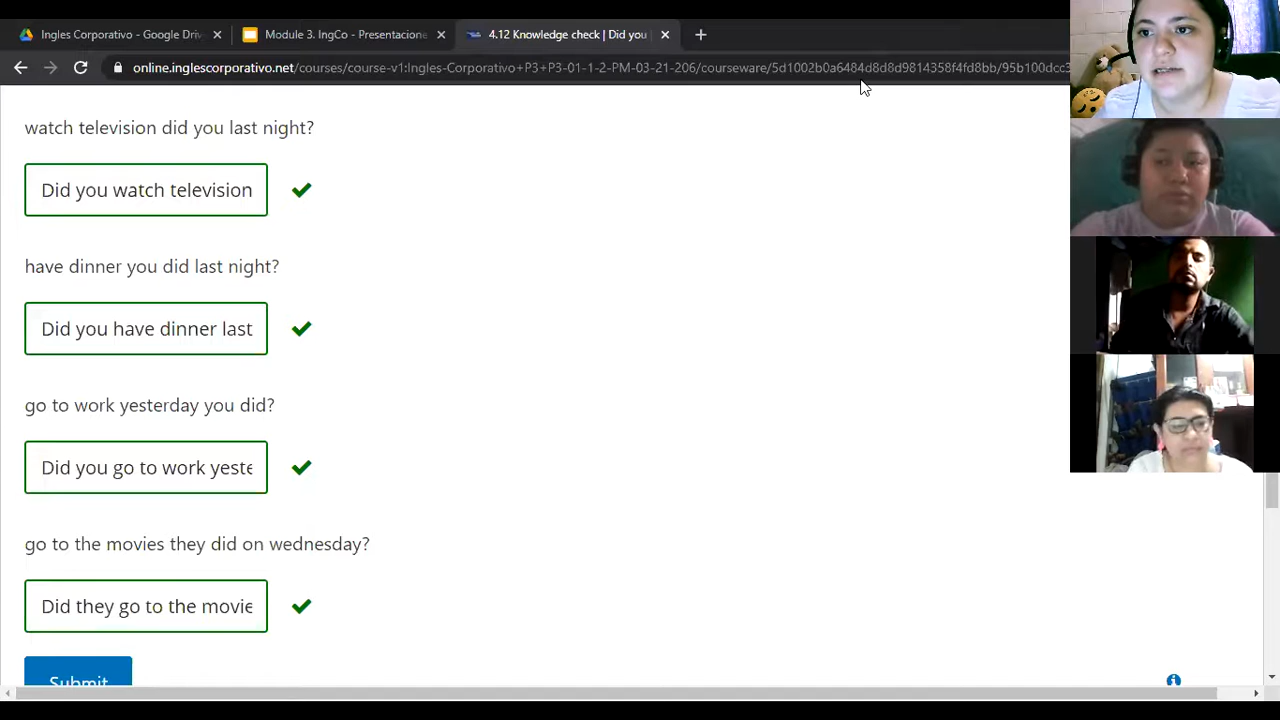 Ingles Corporativo - Google Driv
Module 3. IngCo - Presentacione
4.12 Knowledge check | Did you
online.inglescorporativo.net/courses/course-v1:Ingles-Corporativo+P3+P3-01-1-2-PM-03-21-206/courseware/5d1002b0a6484d8d8d9814358f4fd8bb/95b100dcc3
watch television did you last night?
Did you watch television
have dinner you did last night?
Did you have dinner last
go to work yesterday you did?
Did you go to work yeste
go to the movies they did on wednesday?
Did they go to the movie
Submit